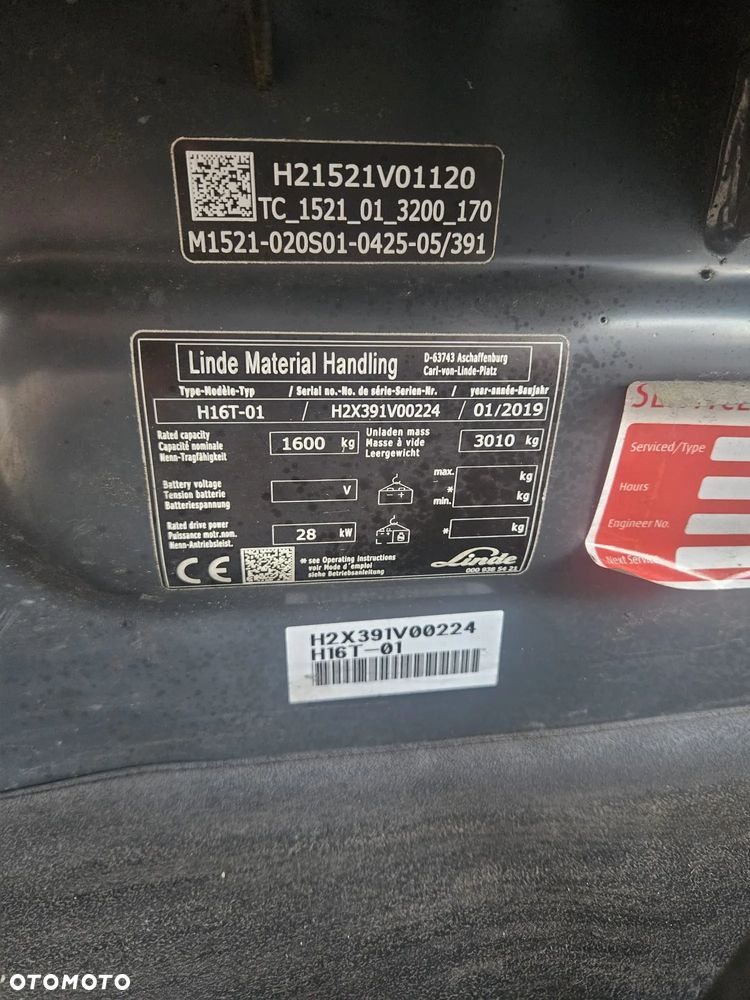 H21521V01120
TC_1521_01_3200_170
M1521-020S01-0425-05/391
Linde Material Handling
D-63743 Aschaffenburg
Carl-von-Linde-Platz
Type-Modèle-Typ / Serial no.-No. de série-Serien-Nr. / year-année-Baujahr
H16T-01 / H2X391V00224 / 01/2019
Rated capacity
Capacité nominale
Nenn-Tragfähigkeit
1600 kg
Unladen mass
Masse à vide
Leergewicht
3010 kg
Battery voltage
Tension batterie
Batteriespannung
V
max. kg
*
min. kg
Rated drive power
Puissance motr.nom.
Nenn-Antriebsleist.
28 kW
* kg
CE
* see Operating Instructions
voir Mode d'emploi
siehe Betriebsanleitung
Linde
000 938 54 21
H2X391V00224
H16T-01
Serviced/Type
Hours
Engineer No.
Next Service
OTOMOTO